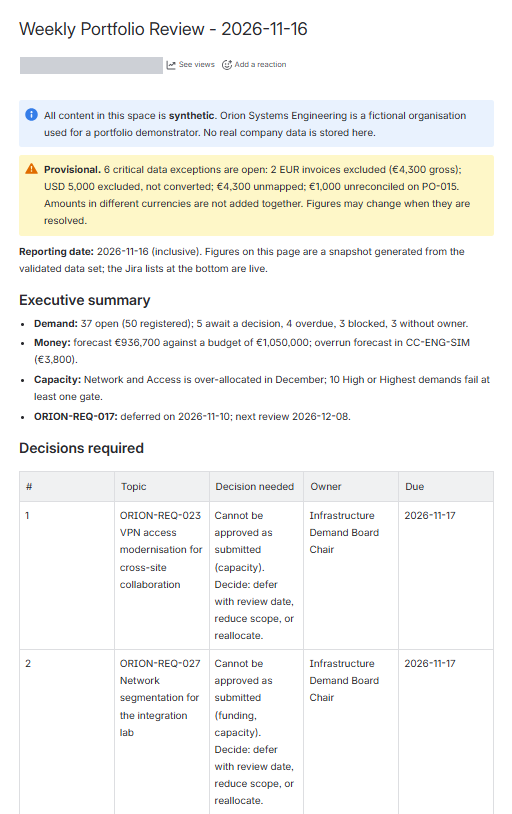 Weekly Portfolio Review - 2026-11-16
See views Add a reaction
All content in this space is synthetic. Orion Systems Engineering is a fictional organisation
used for a portfolio demonstrator. No real company data is stored here.
Provisional. 6 critical data exceptions are open: 2 EUR invoices excluded (€4,300 gross);
USD 5,000 excluded, not converted; €4,300 unmapped; €1,000 unreconciled on PO-015.
Amounts in different currencies are not added together. Figures may change when they are
resolved.
Reporting date: 2026-11-16 (inclusive). Figures on this page are a snapshot generated from the
validated data set; the Jira lists at the bottom are live.
Executive summary
• Demand: 37 open (50 registered); 5 await a decision, 4 overdue, 3 blocked, 3 without owner.
• Money: forecast €936,700 against a budget of €1,050,000; overrun forecast in CC-ENG-SIM
(€3,800).
• Capacity: Network and Access is over-allocated in December; 10 High or Highest demands fail at
least one gate.
• ORION-REQ-017: deferred on 2026-11-10; next review 2026-12-08.
Decisions required
# Topic Decision needed Owner Due
1 ORION-REQ-023 Cannot be Infrastructure 2026-11-17
VPN access approved as Demand Board
modernisation for submitted Chair
cross-site (capacity).
collaboration Decide: defer
with review date,
reduce scope, or
reallocate.
2 ORION-REQ-027 Cannot be Infrastructure 2026-11-17
Network approved as Demand Board
segmentation for submitted Chair
the integration (funding,
lab capacity).
Decide: defer
with review date,
reduce scope, or
reallocate.